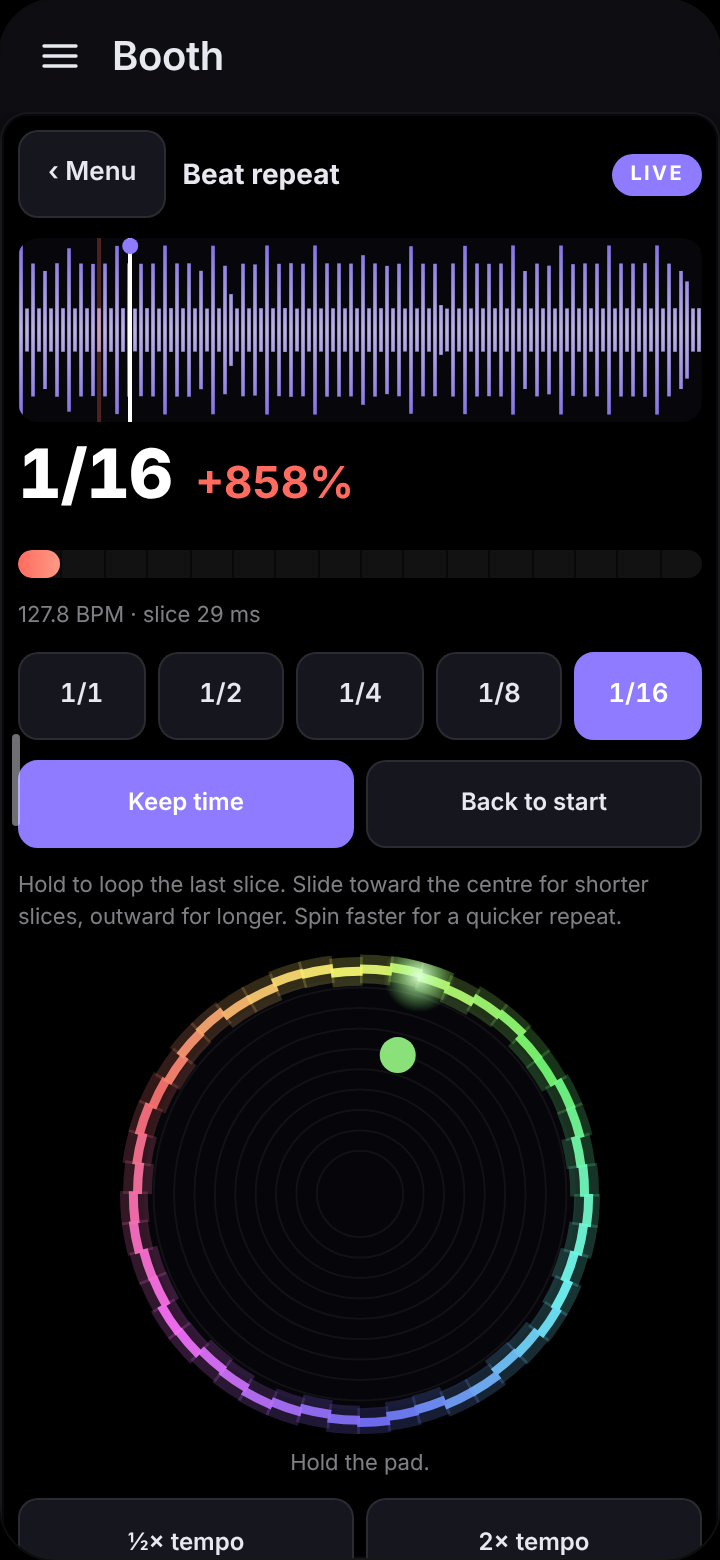 Booth
‹ Menu
Beat repeat
LIVE
1/16 +858%
127.8 BPM · slice 29 ms
1/1
1/2
1/4
1/8
1/16
Keep time
Back to start
Hold to loop the last slice. Slide toward the centre for shorter
slices, outward for longer. Spin faster for a quicker repeat.
Hold the pad.
½× tempo
2× tempo